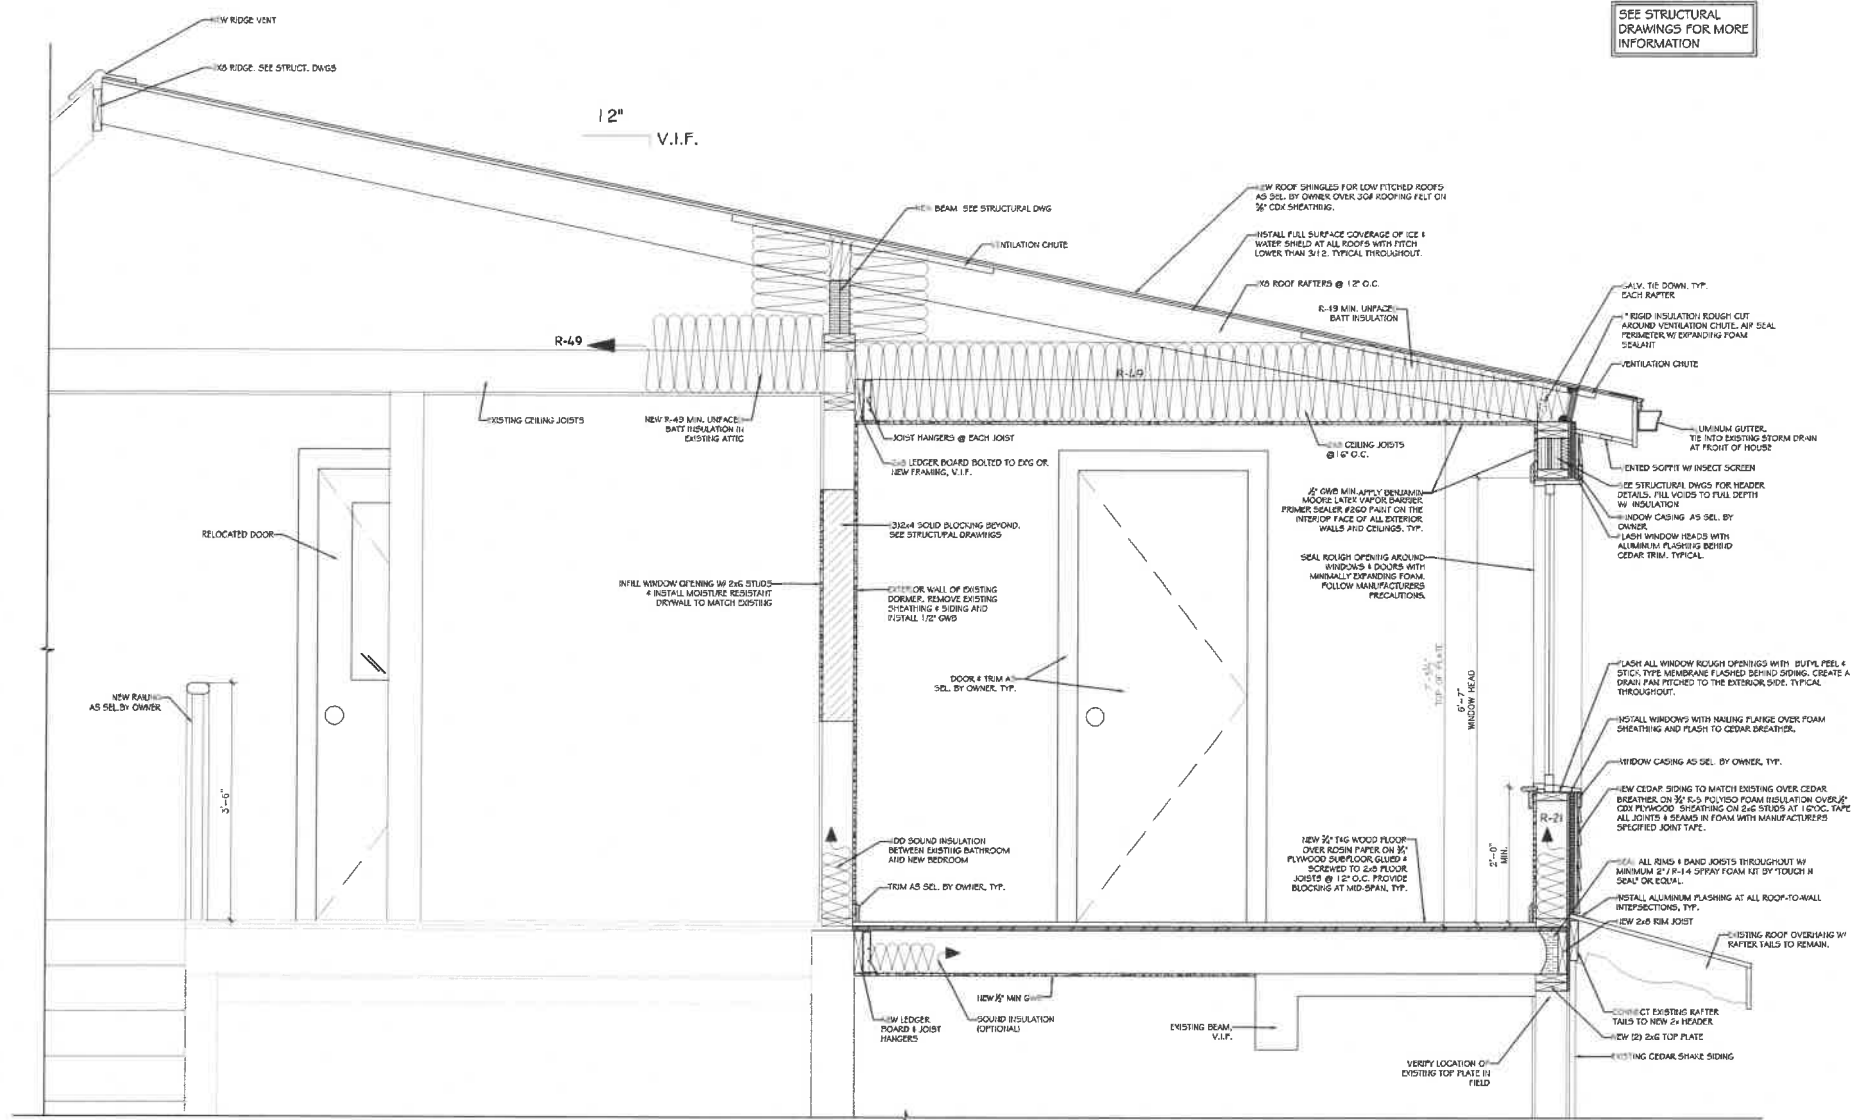 SEE STRUCTURAL
DRAWINGS FOR MORE
INFORMATION
NEW RIDGE VENT
RIDGE. SEE STRUCT. DWGS
12"
V.I.F.
NEW BEAM SEE STRUCTURAL DWG
VENTILATION CHUTE
NEW ROOF SHINGLES FOR LOW PITCHED ROOFS
AS SEL. BY OWNER OVER 30# ROOFING FELT ON
CDX SHEATHING.
INSTALL FULL SURFACE COVERAGE OF ICE &
WATER SHIELD AT ALL ROOFS WITH PITCH
LOWER THAN 3/12. TYPICAL THROUGHOUT.
ROOF RAFTERS @ 12" O.C.
R-49 MIN. UNFACED
BATT INSULATION
GALV. TIE DOWN. TYP.
EACH RAFTER
1" RIGID INSULATION ROUGH CUT
AROUND VENTILATION CHUTE. AIR SEAL
PERIMETER W/ EXPANDING FOAM
SEALANT
VENTILATION CHUTE
R-49
R-49
EXISTING CEILING JOISTS
NEW R-49 MIN. UNFACED
BATT INSULATION IN
EXISTING ATTIC
JOIST HANGERS @ EACH JOIST
2x8 LEDGER BOARD BOLTED TO EXG OR
NEW FRAMING, V.I.F.
2x8 CEILING JOISTS
@16" O.C.
ALUMINUM GUTTER.
TIE INTO EXISTING STORM DRAIN
AT FRONT OF HOUSE
VENTED SOFFIT W/ INSECT SCREEN
SEE STRUCTURAL DWGS FOR HEADER
DETAILS. FILL VOIDS TO FULL DEPTH
W/ INSULATION
WINDOW CASING AS SEL. BY
OWNER
FLASH WINDOW HEADS WITH
ALUMINUM FLASHING BEHIND
CEDAR TRIM. TYPICAL.
½" GWB MIN. APPLY BENJAMIN
MOORE LATEX VAPOR BARRIER
PRIMER SEALER #260 PAINT ON THE
INTERIOR FACE OF ALL EXTERIOR
WALLS AND CEILINGS. TYP.
RELOCATED DOOR
(3)2x4 SOLID BLOCKING BEYOND.
SEE STRUCTURAL DRAWINGS
INFILL WINDOW OPENING W/ 2x6 STUDS
& INSTALL MOISTURE RESISTANT
DRYWALL TO MATCH EXISTING
EXTERIOR WALL OF EXISTING
DORMER. REMOVE EXISTING
SHEATHING & SIDING AND
INSTALL 1/2" GWB
SEAL ROUGH OPENING AROUND
WINDOWS & DOORS WITH
MINIMALLY EXPANDING FOAM.
FOLLOW MANUFACTURERS
PRECAUTIONS.
NEW RAILING
AS SEL. BY OWNER
3'-6"
DOOR & TRIM AS
SEL. BY OWNER, TYP.
TOP OF PLATE
6'-7"
WINDOW HEAD
FLASH ALL WINDOW ROUGH OPENINGS WITH BUTYL PEEL &
STICK TYPE MEMBRANE FLASHED BEHIND SIDING. CREATE A
DRAIN PAN PITCHED TO THE EXTERIOR SIDE. TYPICAL
THROUGHOUT.
INSTALL WINDOWS WITH NAILING FLANGE OVER FOAM
SHEATHING AND FLASH TO CEDAR BREATHER.
WINDOW CASING AS SEL. BY OWNER, TYP.
NEW CEDAR SIDING TO MATCH EXISTING OVER CEDAR
BREATHER ON ¾" R-5 POLYISO FOAM INSULATION OVER ½"
CDX PLYWOOD SHEATHING ON 2x6 STUDS AT 16"OC. TAPE
ALL JOINTS & SEAMS IN FOAM WITH MANUFACTURERS
SPECIFIED JOINT TAPE.
R-21
2'-0"
MIN.
ADD SOUND INSULATION
BETWEEN EXISTING BATHROOM
AND NEW BEDROOM
TRIM AS SEL. BY OWNER, TYP.
NEW ¾" T&G WOOD FLOOR
OVER ROSIN PAPER ON ¾"
PLYWOOD SUBFLOOR GLUED &
SCREWED TO 2x8 FLOOR
JOISTS @ 12" O.C. PROVIDE
BLOCKING AT MID-SPAN, TYP.
SEAL ALL RIMS & BAND JOISTS THROUGHOUT W/
MINIMUM 2" / R-14 SPRAY FOAM KIT BY "TOUCH N
SEAL" OR EQUAL.
INSTALL ALUMINUM FLASHING AT ALL ROOF-TO-WALL
INTERSECTIONS, TYP.
NEW 2x8 RIM JOIST
EXISTING ROOF OVERHANG W/
RAFTER TAILS TO REMAIN.
NEW ½" MIN GWB
NEW LEDGER
BOARD & JOIST
HANGERS
SOUND INSULATION
(OPTIONAL)
EXISTING BEAM,
V.I.F.
CONNECT EXISTING RAFTER
TAILS TO NEW 2x HEADER
NEW (2) 2x6 TOP PLATE
EXISTING CEDAR SHAKE SIDING
VERIFY LOCATION OF
EXISTING TOP PLATE IN
FIELD